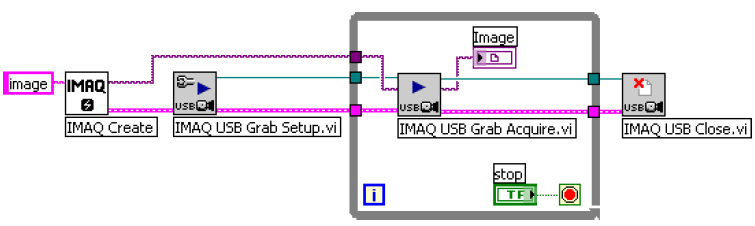 Image
image
IMAQ
USB
USB
USB
IMAQ Create
IMAQ USB Grab Setup.vi
IMAQ USB Grab Acquire.vi
IMAQ USB Close.vi
stop
TF
i